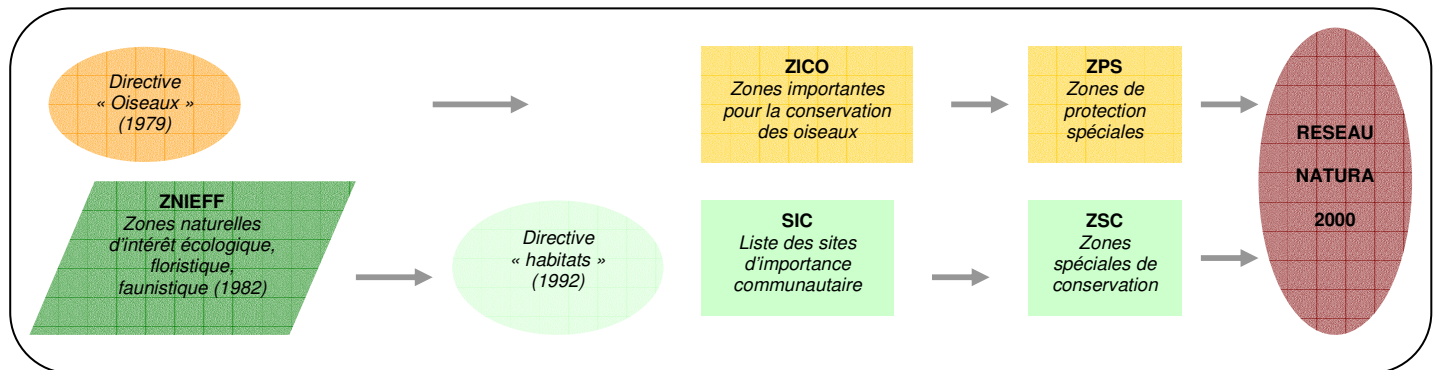 Directive
« Oiseaux »
(1979)
ZICO
Zones importantes
pour la conservation
des oiseaux
ZPS
Zones de
protection
spéciales
RESEAU
NATURA
2000
ZNIEFF
Zones naturelles
d'intérêt écologique,
floristique,
faunistique (1982)
Directive
« habitats »
(1992)
SIC
Liste des sites
d'importance
communautaire
ZSC
Zones
spéciales de
conservation